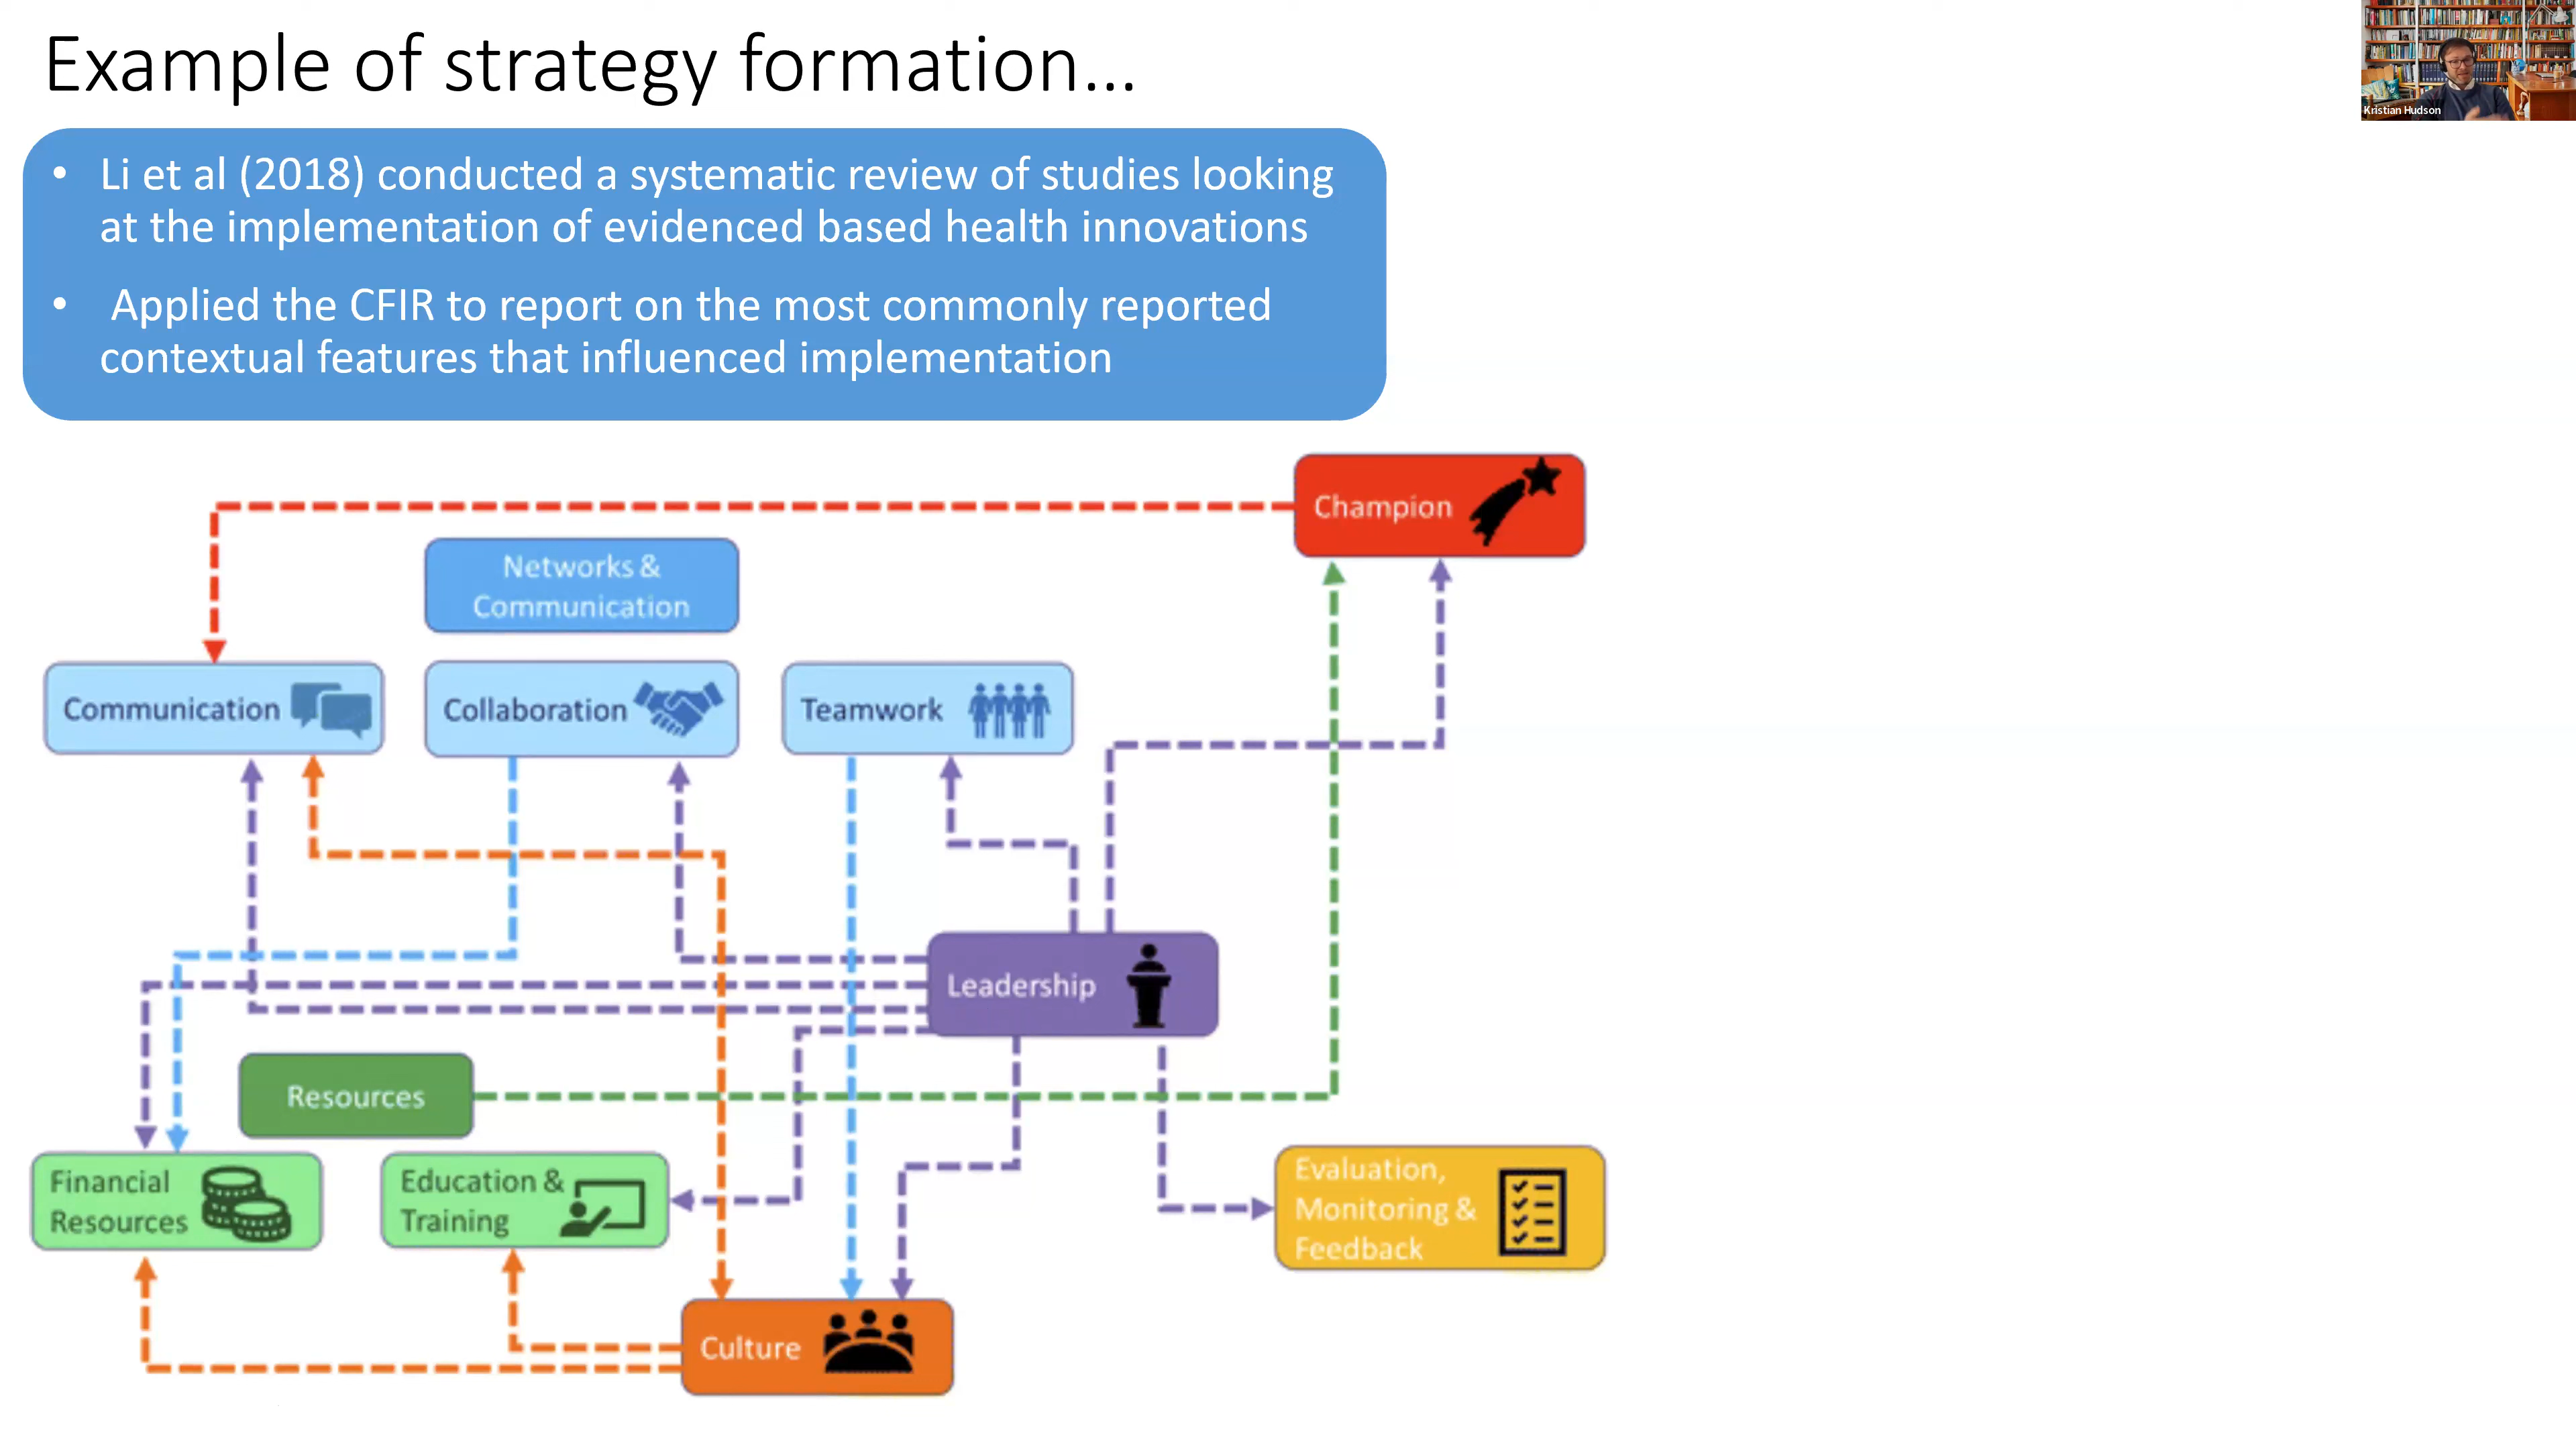 Example of strategy formation...
Kristian Hudson
• Li et al (2018) conducted a systematic review of studies looking
at the implementation of evidenced based health innovations
• Applied the CFIR to report on the most commonly reported
contextual features that influenced implementation
Champion
Networks &
Communication
Communication
Collaboration
Teamwork
Leadership
Resources
Financial
Resources
Education &
Training
Evaluation,
Monitoring &
Feedback
Culture